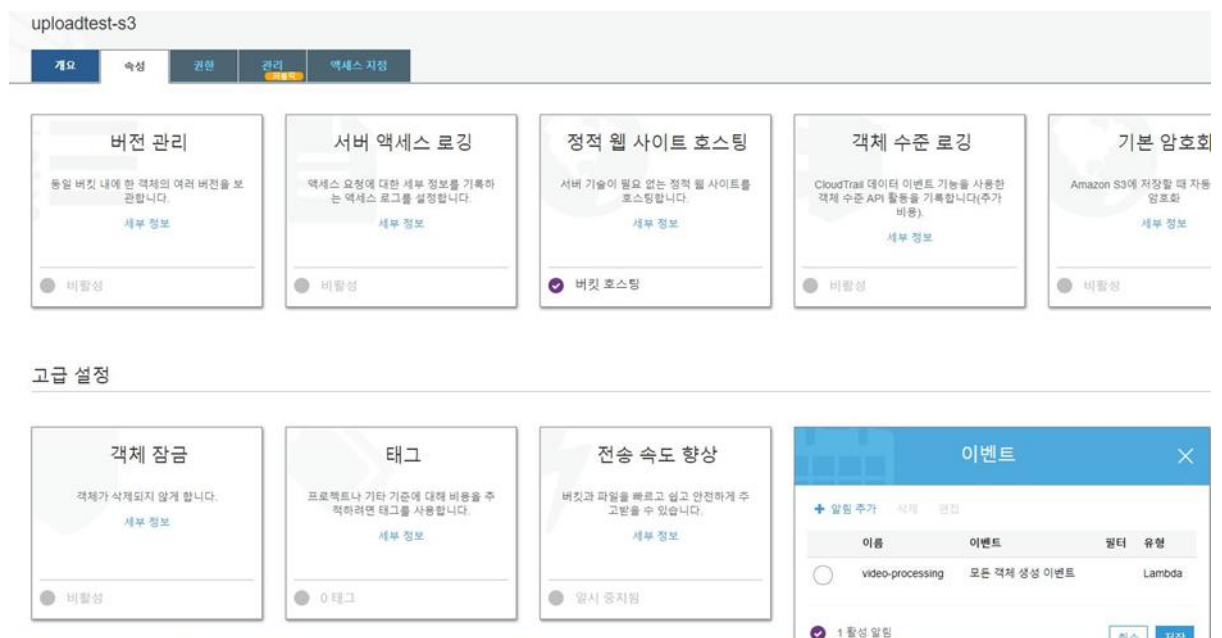 uploadtest-s3
개요 속성 권한 관리 액세스 지점
버전 관리
동일 버킷 내에 한 객체의 여러 버전을 보
관합니다.
세부 정보
비활성
서버 액세스 로깅
액세스 요청에 대한 세부 정보를 기록하
는 액세스 로그를 설정합니다.
세부 정보
비활성
정적 웹 사이트 호스팅
서버 기술이 필요 없는 정적 웹 사이트를
호스팅합니다.
세부 정보
버킷 호스팅
객체 수준 로깅
CloudTrail 데이터 이벤트 기능을 사용한
객체 수준 API 활동을 기록합니다(추가
비용).
세부 정보
비활성
기본 암호화
Amazon S3에 저장할 때 자동
암호화
세부 정보
비활성
고급 설정
객체 잠금
객체가 삭제되지 않게 합니다.
세부 정보
비활성
태그
프로젝트나 기타 기준에 대해 비용을 추
적하려면 태그를 사용합니다.
세부 정보
0 태그
전송 속도 향상
버킷과 파일을 빠르고 쉽고 안전하게 주
고받을 수 있습니다.
세부 정보
일시 중지됨
이벤트
알림 추가 삭제 편집
이름 이벤트 필터 유형
video-processing 모든 객체 생성 이벤트 Lambda
1 활성 알림
취소 저장